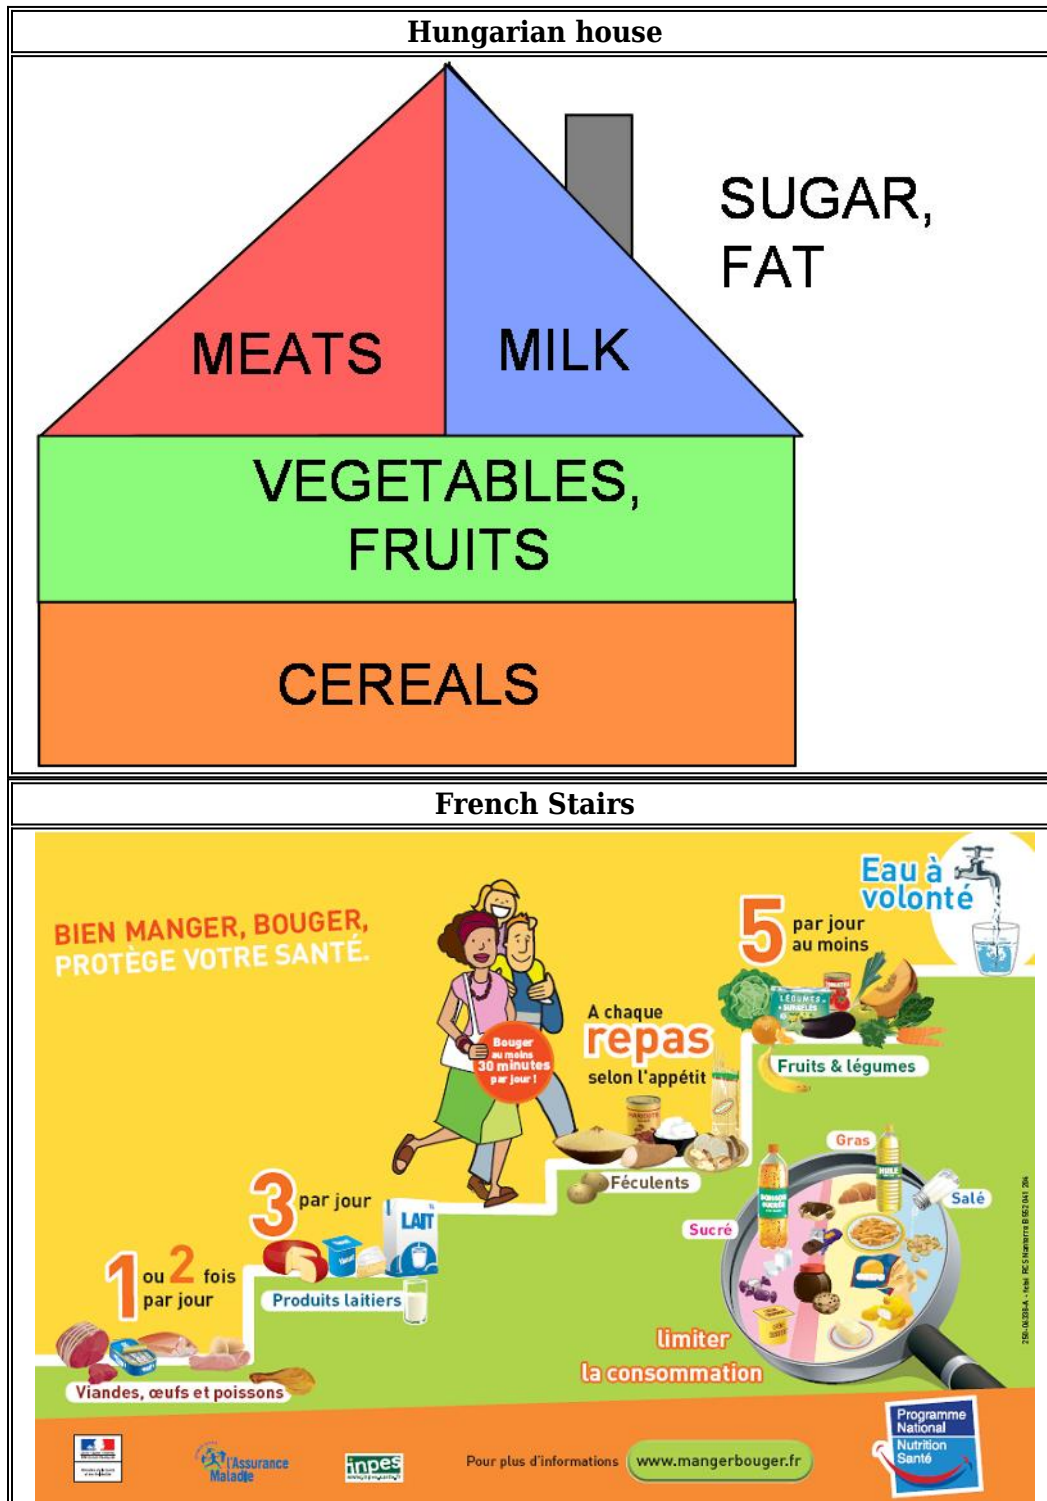 Hungarian house
SUGAR,
FAT
MEATS
MILK
VEGETABLES,
FRUITS
CEREALS
French Stairs
BIEN MANGER, BOUGER,
PROTÈGE VOTRE SANTÉ.
Eau à
volonté
5 par jour
au moins
LÉGUMES
Fruits & légumes
A chaque
repas
selon l'appétit
Bouger
au moins
30 minutes
par jour !
Féculents
3 par jour
LAIT
Produits laitiers
1 ou 2 fois
par jour
Viandes, œufs et poissons
Gras
HUILE
Salé
Sucré
limiter
la consommation
l'Assurance
Maladie
inpes
Pour plus d'informations
www.mangerbouger.fr
Programme
National
Nutrition
Santé